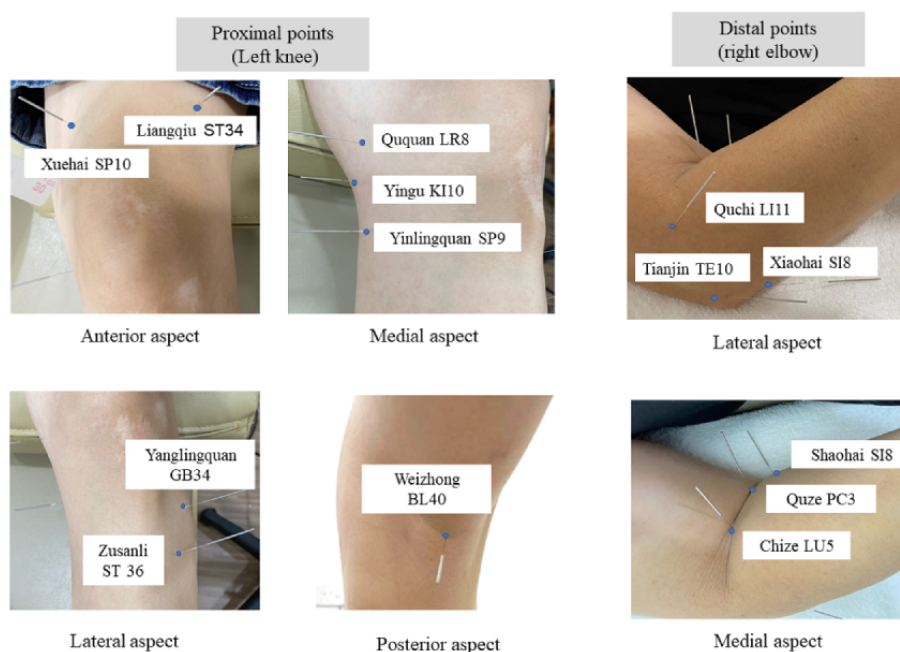 Proximal points
(Left knee)
Distal points
(right elbow)
Liangqiu ST34
Xuehai SP10
Anterior aspect
Ququan LR8
Yingu KI10
Yinlingquan SP9
Medial aspect
Quchi LI11
Tianjin TE10
Xiaohai SI8
Lateral aspect
Yanglingquan
GB34
Zusanli
ST 36
Lateral aspect
Weizhong
BL40
Posterior aspect
Shaohai SI8
Quze PC3
Chize LU5
Medial aspect